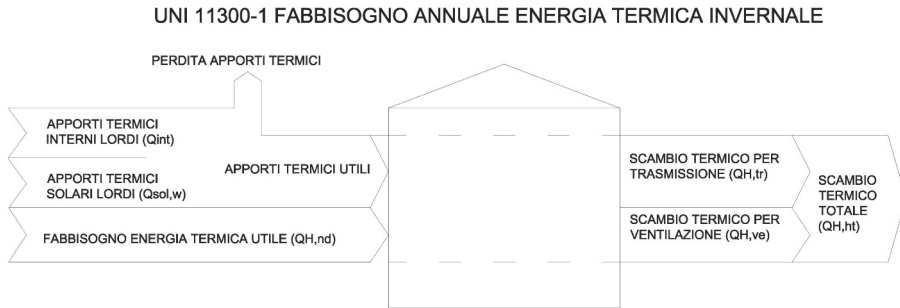 UNI 11300-1 FABBISOGNO ANNUALE ENERGIA TERMICA INVERNALE
PERDITA APPORTI TERMICI
APPORTI TERMICI
INTERNI LORDI (Qint)
APPORTI TERMICI
SOLARI LORDI (Qsol,w)
APPORTI TERMICI UTILI
FABBISOGNO ENERGIA TERMICA UTILE (QH,nd)
SCAMBIO TERMICO PER
TRASMISSIONE (QH,tr)
SCAMBIO TERMICO PER
VENTILAZIONE (QH,ve)
SCAMBIO
TERMICO
TOTALE
(QH,ht)